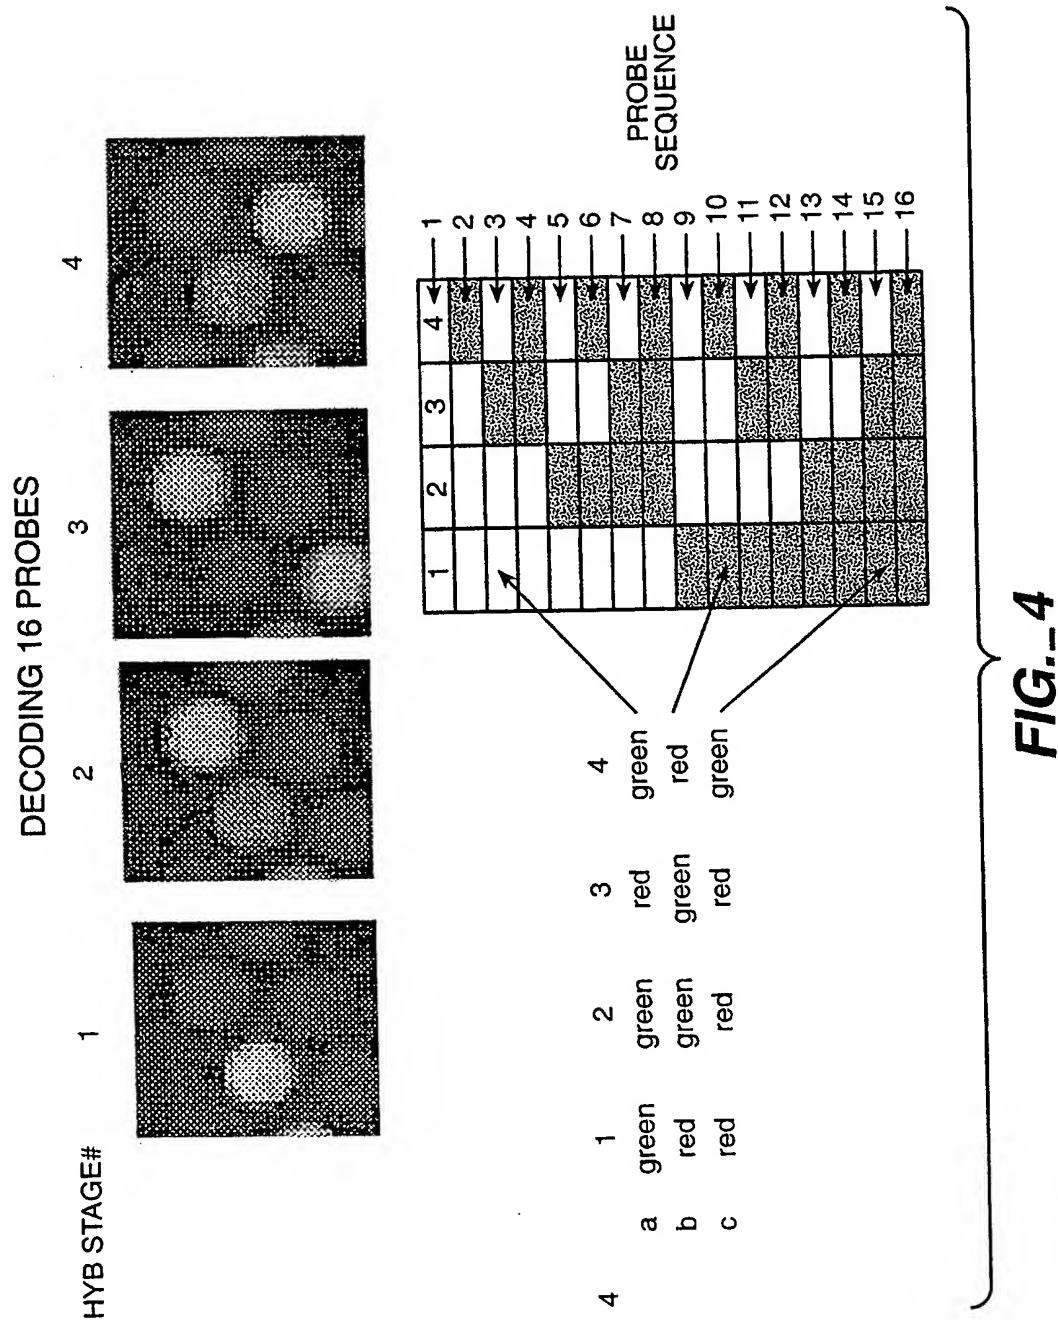 DECODING 16 PROBES
HYB STAGE# 1 2 3 4
4
1 2 3 4
a green green red green
b red green green red
c red red red green
1 2 3 4
PROBE
SEQUENCE
1
2
3
4
5
6
7
8
9
10
11
12
13
14
15
16
FIG._4